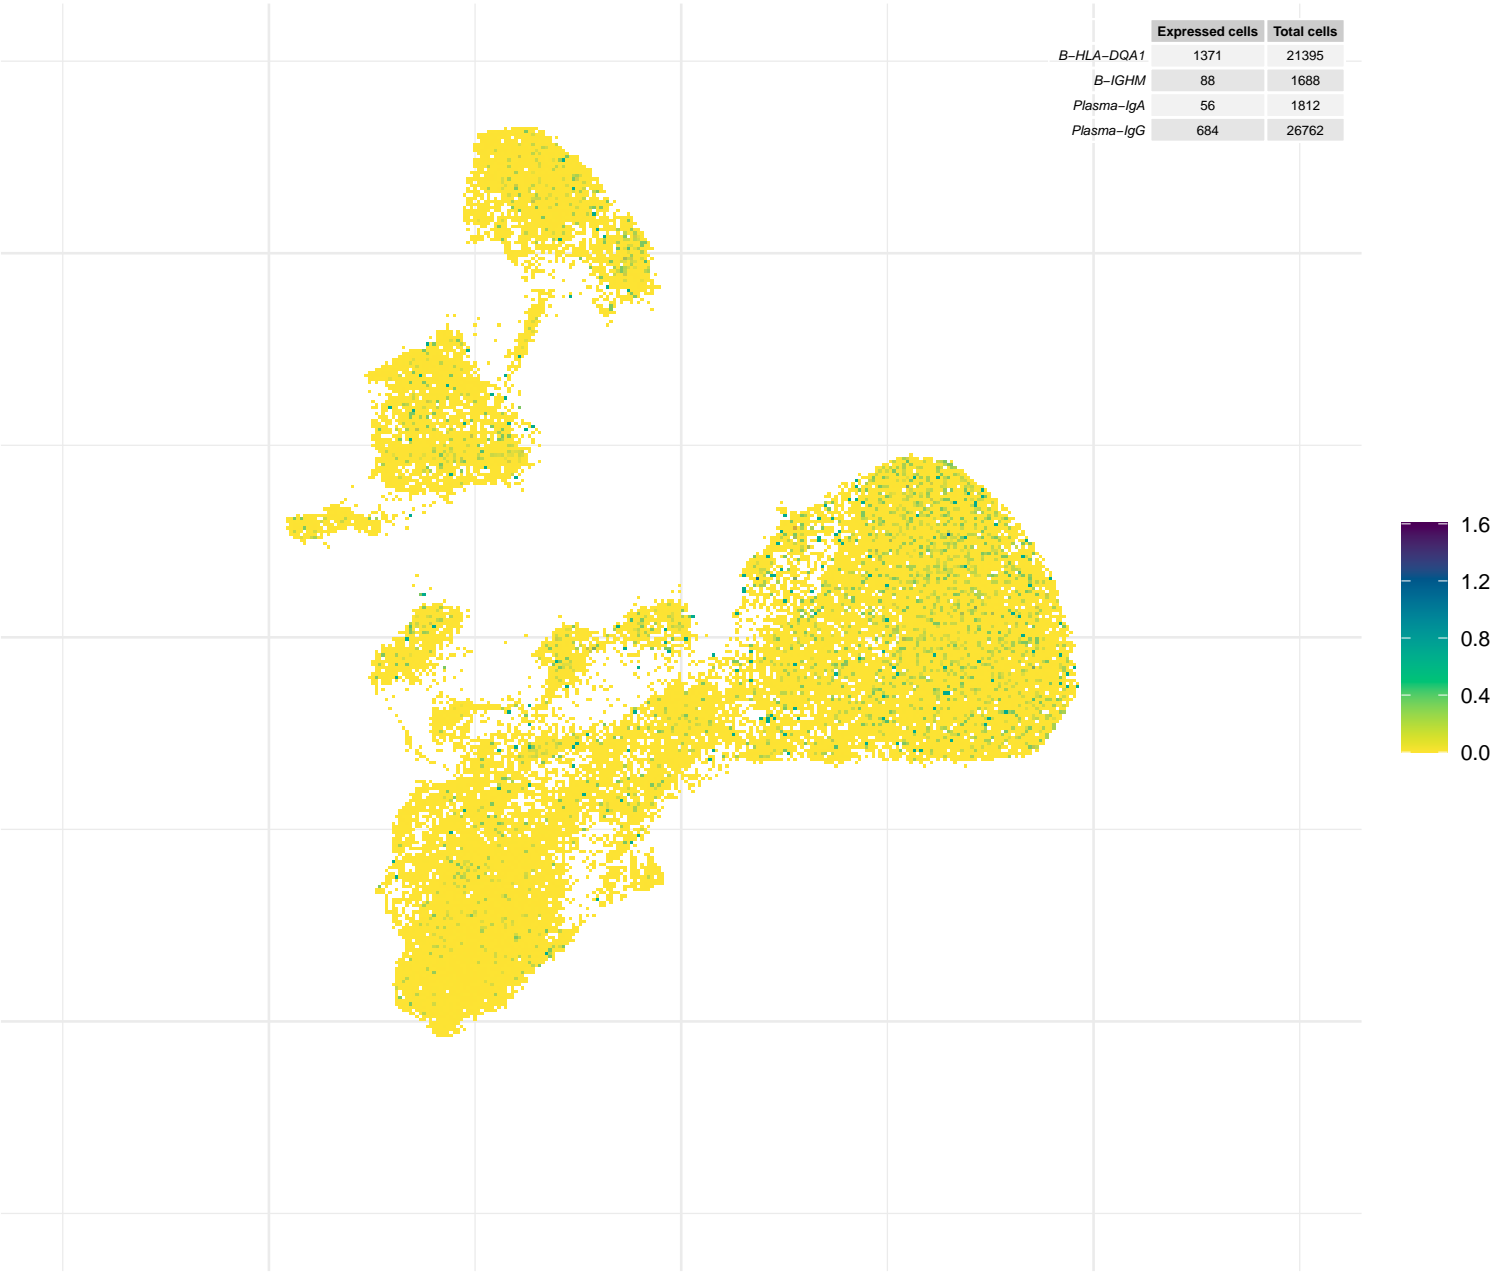 Expressed cells Total cells
B−HLA−DQA1 1371 21395
B−IGHM 88 1688
Plasma−IgA 56 1812
Plasma−IgG 684 26762
1.6
1.2
0.8
0.4
0.0